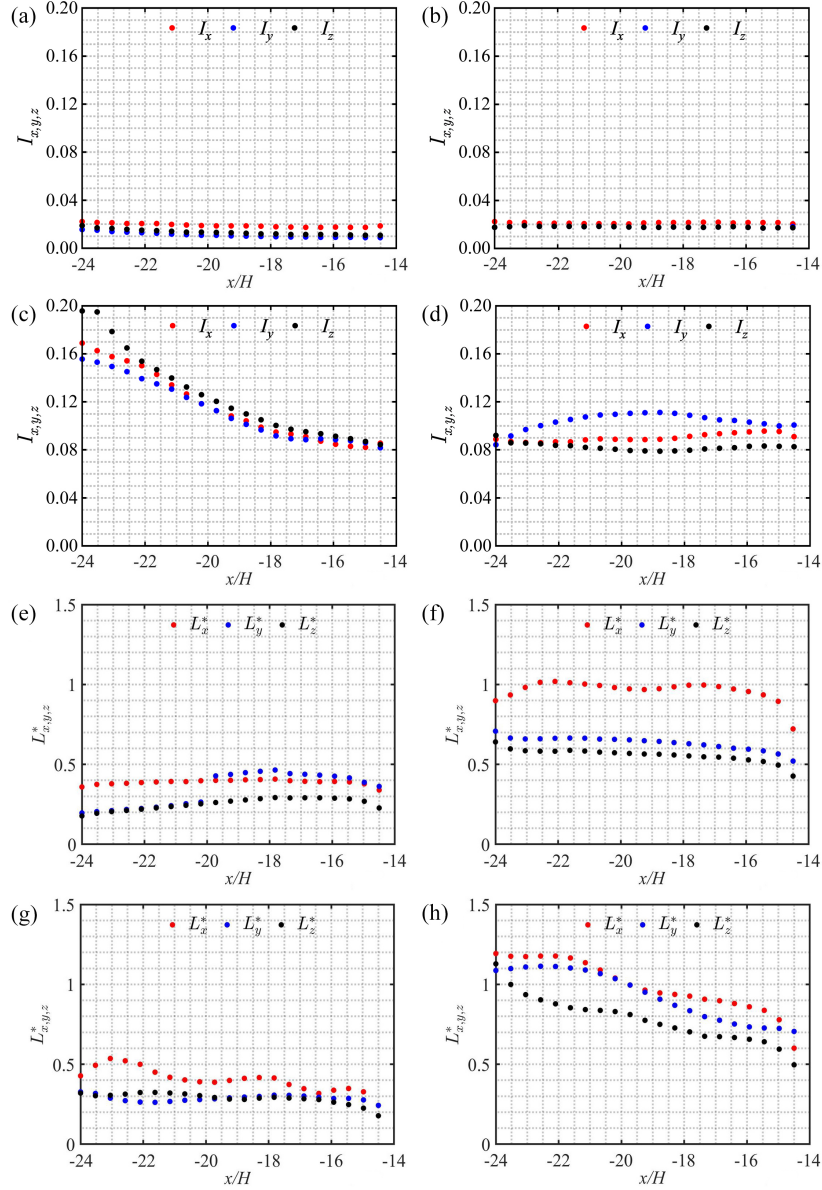 (a)
0.20
0.16
0.12
0.08
0.04
0.00
I_{x,y,z}
I_x I_y I_z
-24 -22 -20 -18 -16 -14
x/H
(b)
0.20
0.16
0.12
0.08
0.04
0.00
I_{x,y,z}
I_x I_y I_z
-24 -22 -20 -18 -16 -14
x/H
(c)
0.20
0.16
0.12
0.08
0.04
0.00
I_{x,y,z}
I_x I_y I_z
-24 -22 -20 -18 -16 -14
x/H
(d)
0.20
0.16
0.12
0.08
0.04
0.00
I_{x,y,z}
I_x I_y I_z
-24 -22 -20 -18 -16 -14
x/H
(e)
1.5
1
0.5
0
L^*_{x,y,z}
L^*_x L^*_y L^*_z
-24 -22 -20 -18 -16 -14
x/H
(f)
1.5
1
0.5
0
L^*_{x,y,z}
L^*_x L^*_y L^*_z
-24 -22 -20 -18 -16 -14
x/H
(g)
1.5
1
0.5
0
L^*_{x,y,z}
L^*_x L^*_y L^*_z
-24 -22 -20 -18 -16 -14
x/H
(h)
1.5
1
0.5
0
L^*_{x,y,z}
L^*_x L^*_y L^*_z
-24 -22 -20 -18 -16 -14
x/H